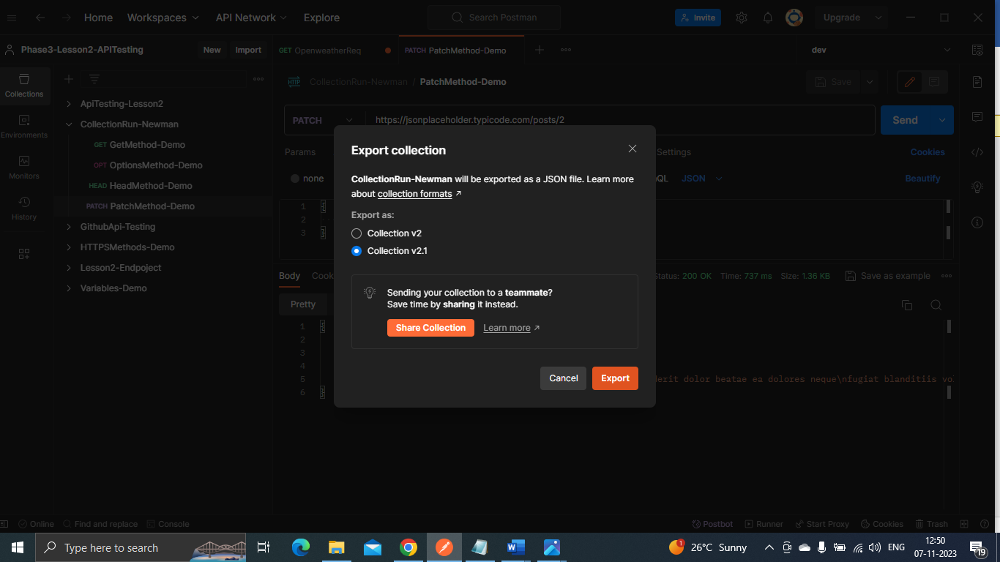 Home Workspaces API Network Explore Search Postman Invite Upgrade
Phase3-Lesson2-APITesting New Import GET OpenweatherReq PATCH PatchMethod-Demo dev
Collections
Environments
Monitors
History
ApiTesting-Lesson2
CollectionRun-Newman
GET GetMethod-Demo
OPT OptionsMethod-Demo
HEAD HeadMethod-Demo
PATCH PatchMethod-Demo
GithubApi-Testing
HTTPSMethods-Demo
Lesson2-Endpoject
Variables-Demo
HTTP CollectionRun-Newman / PatchMethod-Demo Save
PATCH https://jsonplaceholder.typicode.com/posts/2 Send
Params Settings Cookies
none QL JSON Beautify
1 {
2
3 }
Export collection
CollectionRun-Newman will be exported as a JSON file. Learn more
about collection formats ↗
Export as:
Collection v2
Collection v2.1
Sending your collection to a teammate?
Save time by sharing it instead.
Share Collection Learn more ↗
Cancel Export
Body Cook Status: 200 OK Time: 737 ms Size: 1.36 KB Save as example
Pretty
1 {
2
3
4
5 derit dolor beatae ea dolores neque\nfugiat blanditiis vo
6 }
Online Find and replace Console Postbot Runner Start Proxy Cookies Trash
Type here to search 1 26°C Sunny ENG 12:50
07-11-2023 19